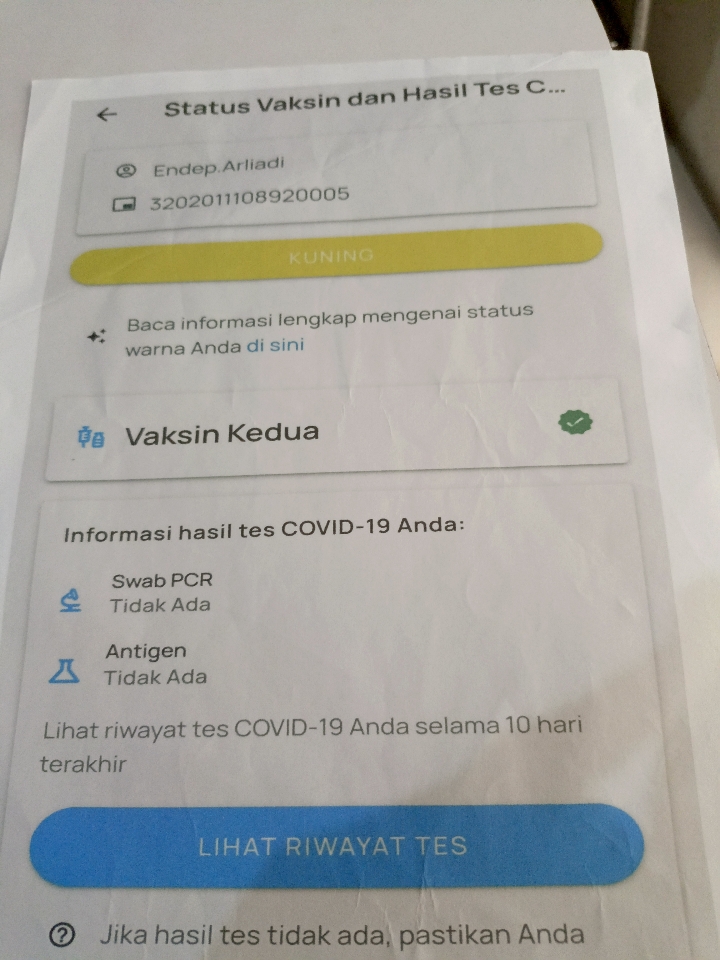 Status Vaksin dan Hasil Tes C...
Endep.Arliadi
3202011108920005
KUNING
Baca informasi lengkap mengenai status
warna Anda di sini
Vaksin Kedua
Informasi hasil tes COVID-19 Anda:
Swab PCR
Tidak Ada
Antigen
Tidak Ada
Lihat riwayat tes COVID-19 Anda selama 10 hari
terakhir
LIHAT RIWAYAT TES
Jika hasil tes tidak ada, pastikan Anda